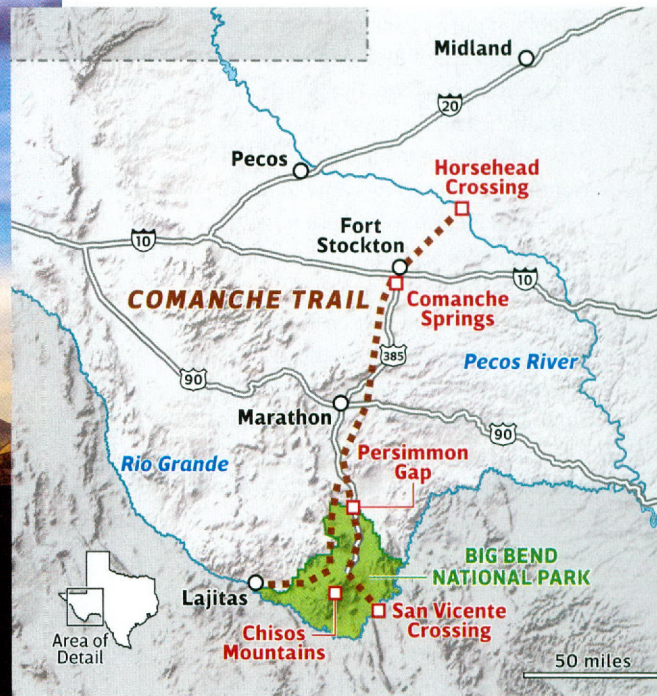 Midland
20
Pecos
Horsehead
Crossing
Fort
Stockton
10
10
COMANCHE TRAIL
Comanche
Springs
385
Pecos River
90
Marathon
90
Rio Grande
Persimmon
Gap
BIG BEND
NATIONAL PARK
Lajitas
San Vicente
Crossing
Chisos
Mountains
Area of
Detail
50 miles